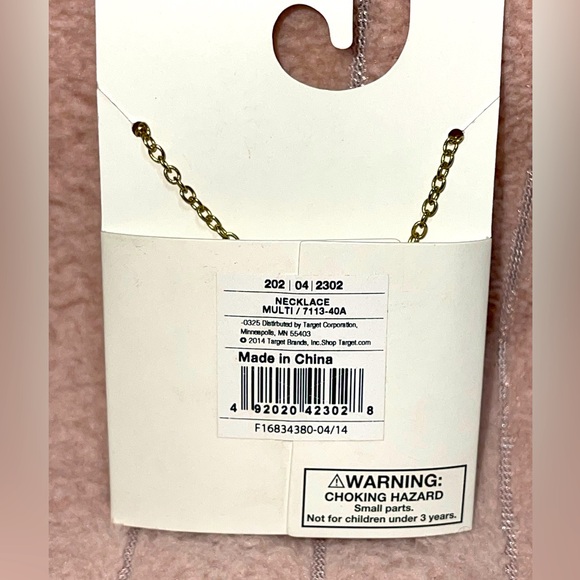 202 | 04 | 2302
NECKLACE
MULTI / 7113-40A
-0325 Distirbuted by Target Corporation,
Minneapolis, MN 55403
© 2014 Target Brands, Inc.Shop Target.com
Made in China
4 92020 42302 8
F16834380-04/14
⚠WARNING:
CHOKING HAZARD
Small parts.
Not for children under 3 years.